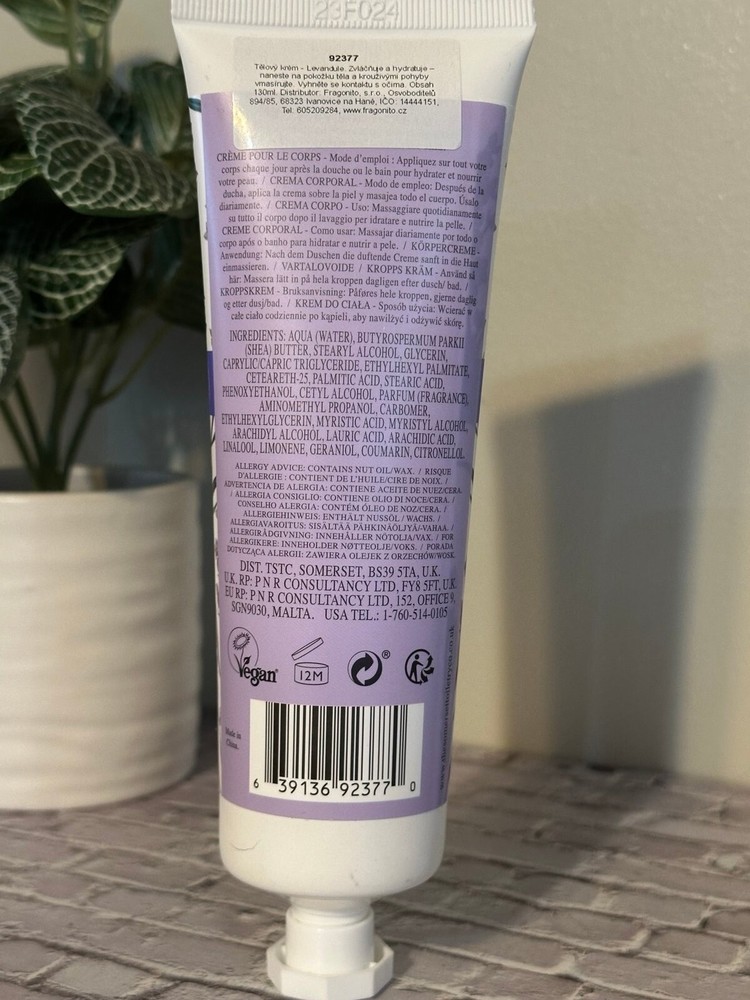 23F024
92377
Tělový krém - Levandule. Zvláčňuje a hydratuje –
naneste na pokožku těla a krouživými pohyby
vmasírujte. Vyhněte se kontaktu s očima. Obsah
130ml. Distributor: Fragonito, s.r.o., Osvoboditelů
894/85, 68323 Ivanovice na Hané, IČO: 14444151,
Tel. 605209284, www.fragonito.cz
CRÈME POUR LE CORPS - Mode d'emploi : Appliquez sur tout votre
corps chaque jour après la douche ou le bain pour hydrater et nourrir
votre peau. / CREMA CORPORAL - Modo de empleo: Después de la
ducha, aplica la crema sobre la piel y masajea todo el cuerpo. Úsalo
diariamente. / CREMA CORPO - Uso: Massaggiare quotidianamente
su tutto il corpo dopo il lavaggio per idratare e nutrire la pelle. /
CREME CORPORAL - Como usar: Massajar diariamente por todo o
corpo após o banho para hidratar e nutrir a pele. / KÖRPERCREME -
Anwendung: Nach dem Duschen die duftende Creme sanft in die Haut
einmassieren. / VARTALOVOIDE / KROPPS KRÄM - Använd så
här: Massera lätt in på hela kroppen dagligen efter dusch/ bad. /
KROPPSKREM - Bruksanvisning: Påføres hele kroppen, gjerne daglig
og etter dusj/bad. / KREM DO CIAŁA - Sposób użycia: Wcierać w
całe ciało codziennie po kąpieli, aby nawilżyć i odżywić skórę.
INGREDIENTS: AQUA (WATER), BUTYROSPERMUM PARKII
(SHEA) BUTTER, STEARYL ALCOHOL, GLYCERIN,
CAPRYLIC/CAPRIC TRIGLYCERIDE, ETHYLHEXYL PALMITATE,
CETEARETH-25, PALMITIC ACID, STEARIC ACID,
PHENOXYETHANOL, CETYL ALCOHOL, PARFUM (FRAGRANCE),
AMINOMETHYL PROPANOL, CARBOMER,
ETHYLHEXYLGLYCERIN, MYRISTIC ACID, MYRISTYL ALCOHOL,
ARACHIDYL ALCOHOL, LAURIC ACID, ARACHIDIC ACID,
LINALOOL, LIMONENE, GERANIOL, COUMARIN, CITRONELLOL.
ALLERGY ADVICE: CONTAINS NUT OIL/WAX. / RISQUE
D'ALLERGIE : CONTIENT DE L'HUILE/CIRE DE NOIX. /
ADVERTENCIA DE ALERGIA: CONTIENE ACEITE DE NUEZ/CERA.
/ ALLERGIA CONSIGLIO: CONTIENE OLIO DI NOCE/CERA. /
CONSELHO ALERGIA: CONTÉM ÓLEO DE NOZ/CERA. /
ALLERGIEHINWEIS: ENTHÄLT NUSSÖL / WACHS. /
ALLERGIAVAROITUS: SISÄLTÄÄ PÄHKINÄÖLJYÄ/-VAHAA. /
ALLERGIRÅDGIVNING: INNEHÅLLER NÖTOLJA/VAX. / FOR
ALLERGIKERE: INNEHOLDER NØTTEOLJE/VOKS. / PORADA
DOTYCZĄCA ALERGII: ZAWIERA OLEJEK Z ORZECHÓW/WOSK.
DIST. TSTC, SOMERSET, BS39 5TA, U.K.
U.K. RP: P N R CONSULTANCY LTD, FY8 5FT, U.K.
EU RP: P N R CONSULTANCY LTD, 152, OFFICE 9,
SGN9030, MALTA. USA TEL.: 1-760-514-0105
Vegan
12M
®
Made in
China.
6 39136 92377 0